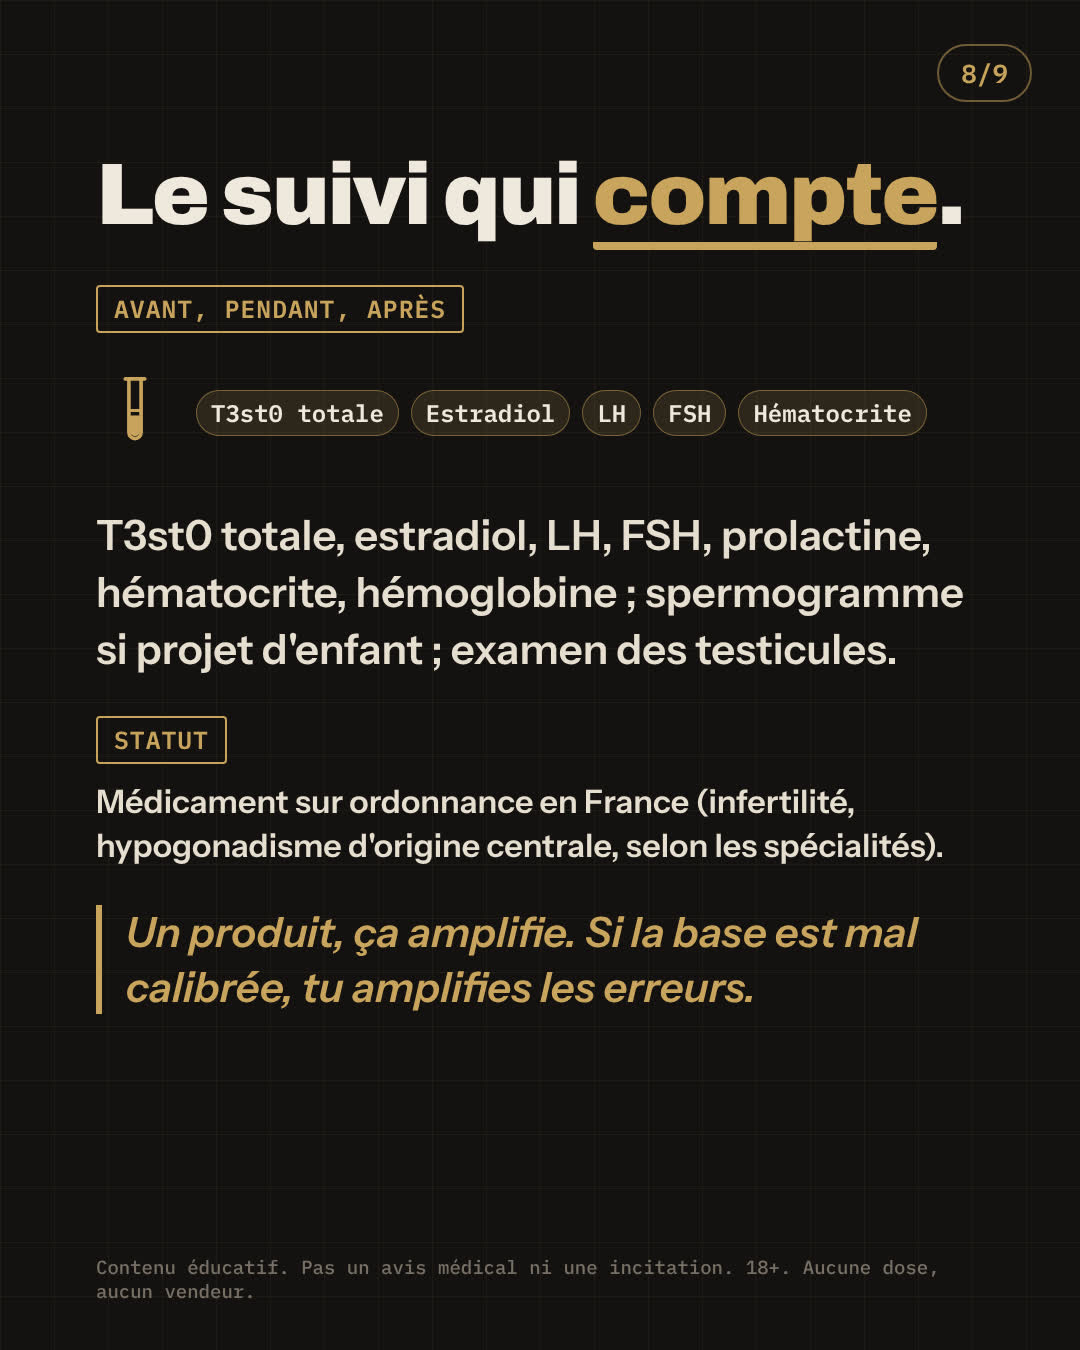 8/9
Le suivi qui compte.
AVANT, PENDANT, APRÈS
T3st0 totale Estradiol LH FSH Hématocrite
T3st0 totale, estradiol, LH, FSH, prolactine,
hématocrite, hémoglobine ; spermogramme
si projet d'enfant ; examen des testicules.
STATUT
Médicament sur ordonnance en France (infertilité,
hypogonadisme d'origine centrale, selon les spécialités).
Un produit, ça amplifie. Si la base est mal
calibrée, tu amplifies les erreurs.
Contenu éducatif. Pas un avis médical ni une incitation. 18+. Aucune dose,
aucun vendeur.